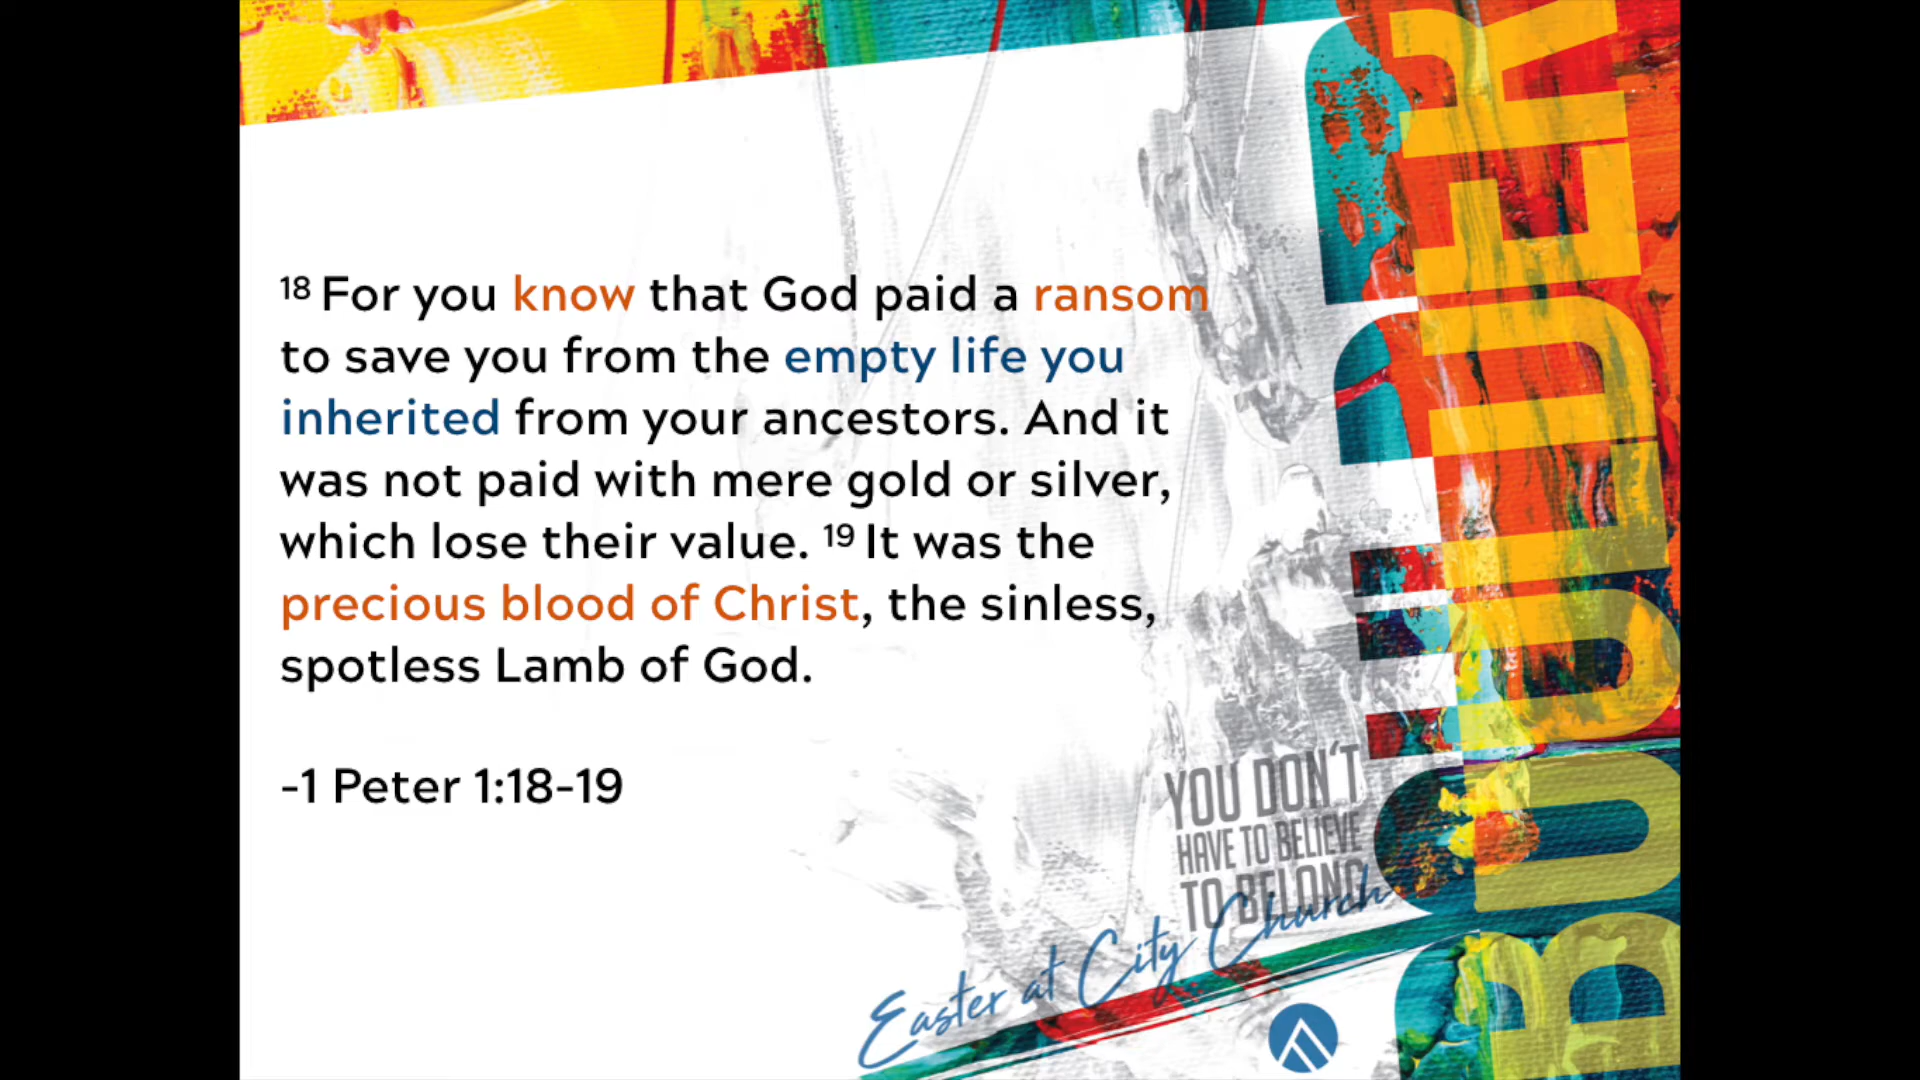 18 For you know that God paid a ransom
to save you from the empty life you
inherited from your ancestors. And it
was not paid with mere gold or silver,
which lose their value. 19 It was the
precious blood of Christ, the sinless,
spotless Lamb of God.
-1 Peter 1:18-19
YOU DON'T
HAVE TO BELIEVE
TO BELONG
Easter at City Church